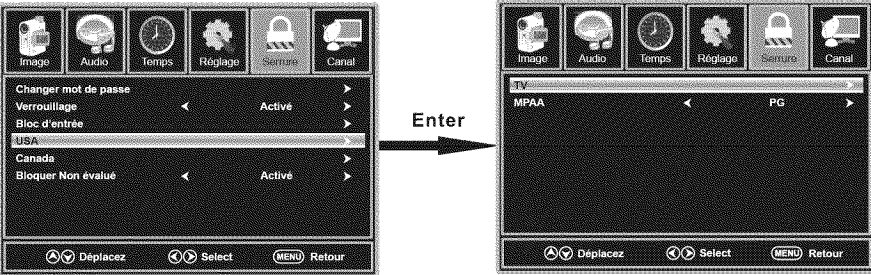 Image Audio Temps Réglage Serrure Canal
Changer mot de passe
Verrouillage Activé
Bloc d'entrée
USA
Canada
Bloquer Non évalué Activé
Déplacez Select MENU Retour
Enter
Image Audio Temps Réglage Serrure Canal
TV
MPAA PG
Déplacez Select MENU Retour